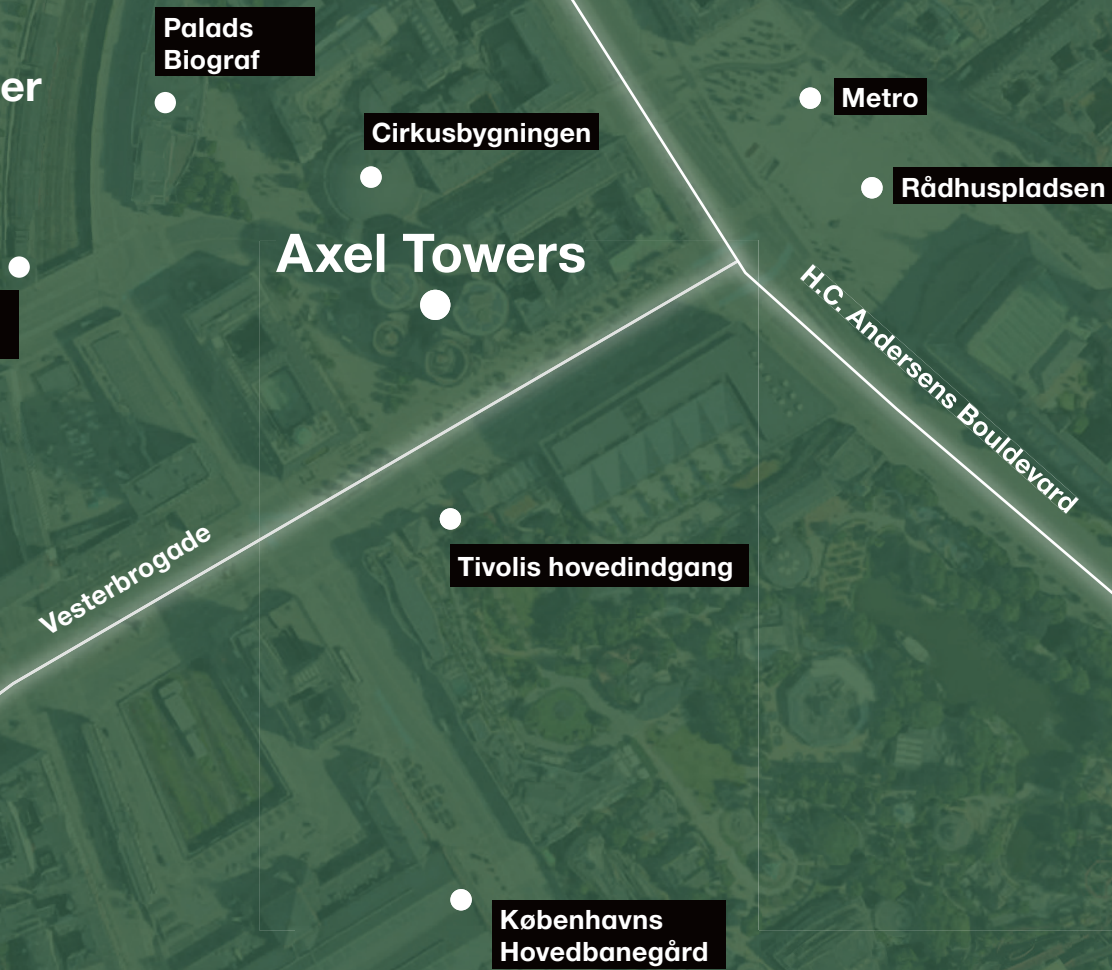 Palads
Biograf
er
Metro
Cirkusbygningen
Rådhuspladsen
Axel Towers
H.C. Andersens Bouldevard
Tivolis hovedindgang
Vesterbrogade
Københavns
Hovedbanegård